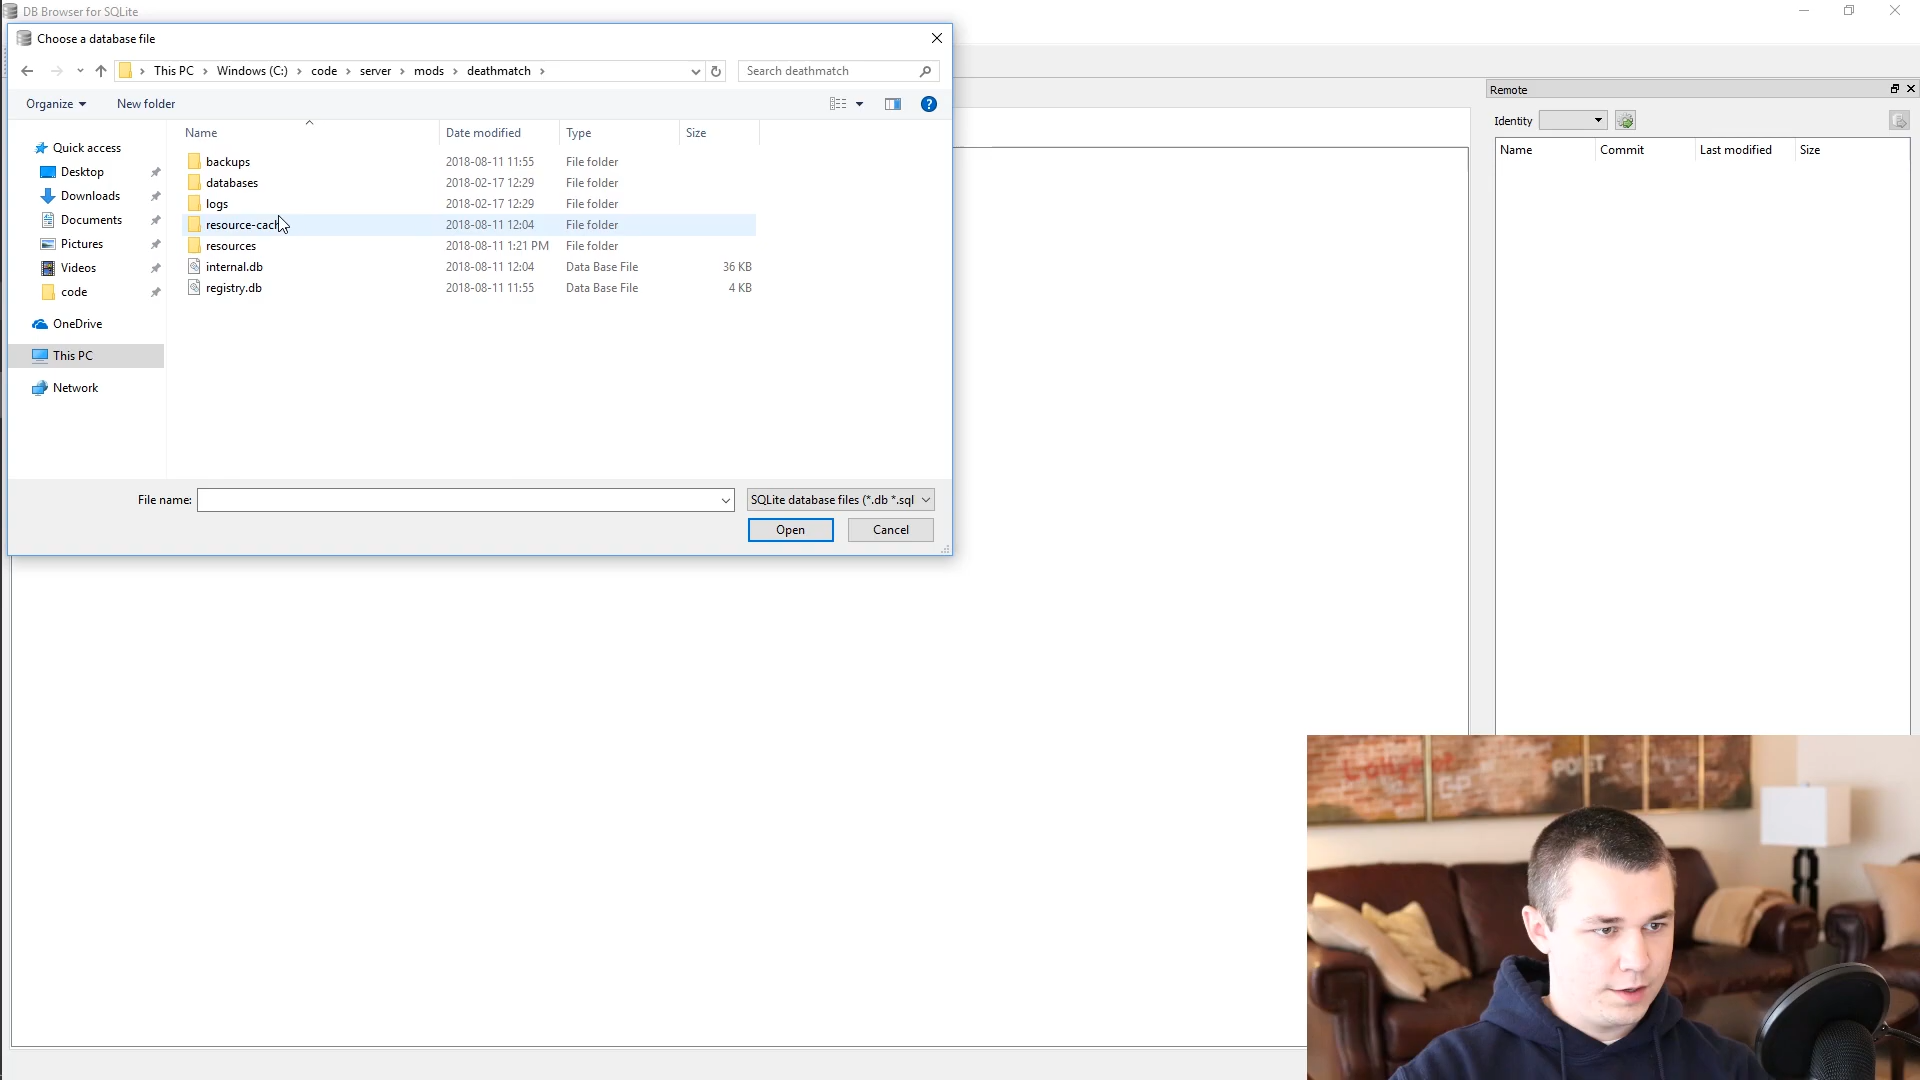 DB Browser for SQLite
Choose a database file
This PC > Windows (C:) > code > server > mods > deathmatch >
Search deathmatch
Organize
New folder
Name
Date modified
Type
Size
Quick access
Desktop
Downloads
Documents
Pictures
Videos
code
OneDrive
This PC
Network
backups 2018-08-11 11:55 File folder
databases 2018-02-17 12:29 File folder
logs 2018-02-17 12:29 File folder
resource-cach 2018-08-11 12:04 File folder
resources 2018-08-11 1:21 PM File folder
internal.db 2018-08-11 12:04 Data Base File 36 KB
registry.db 2018-08-11 11:55 Data Base File 4 KB
File name:
SQLite database files (*.db *.sql
Open
Cancel
Remote
Identity
Name
Commit
Last modified
Size